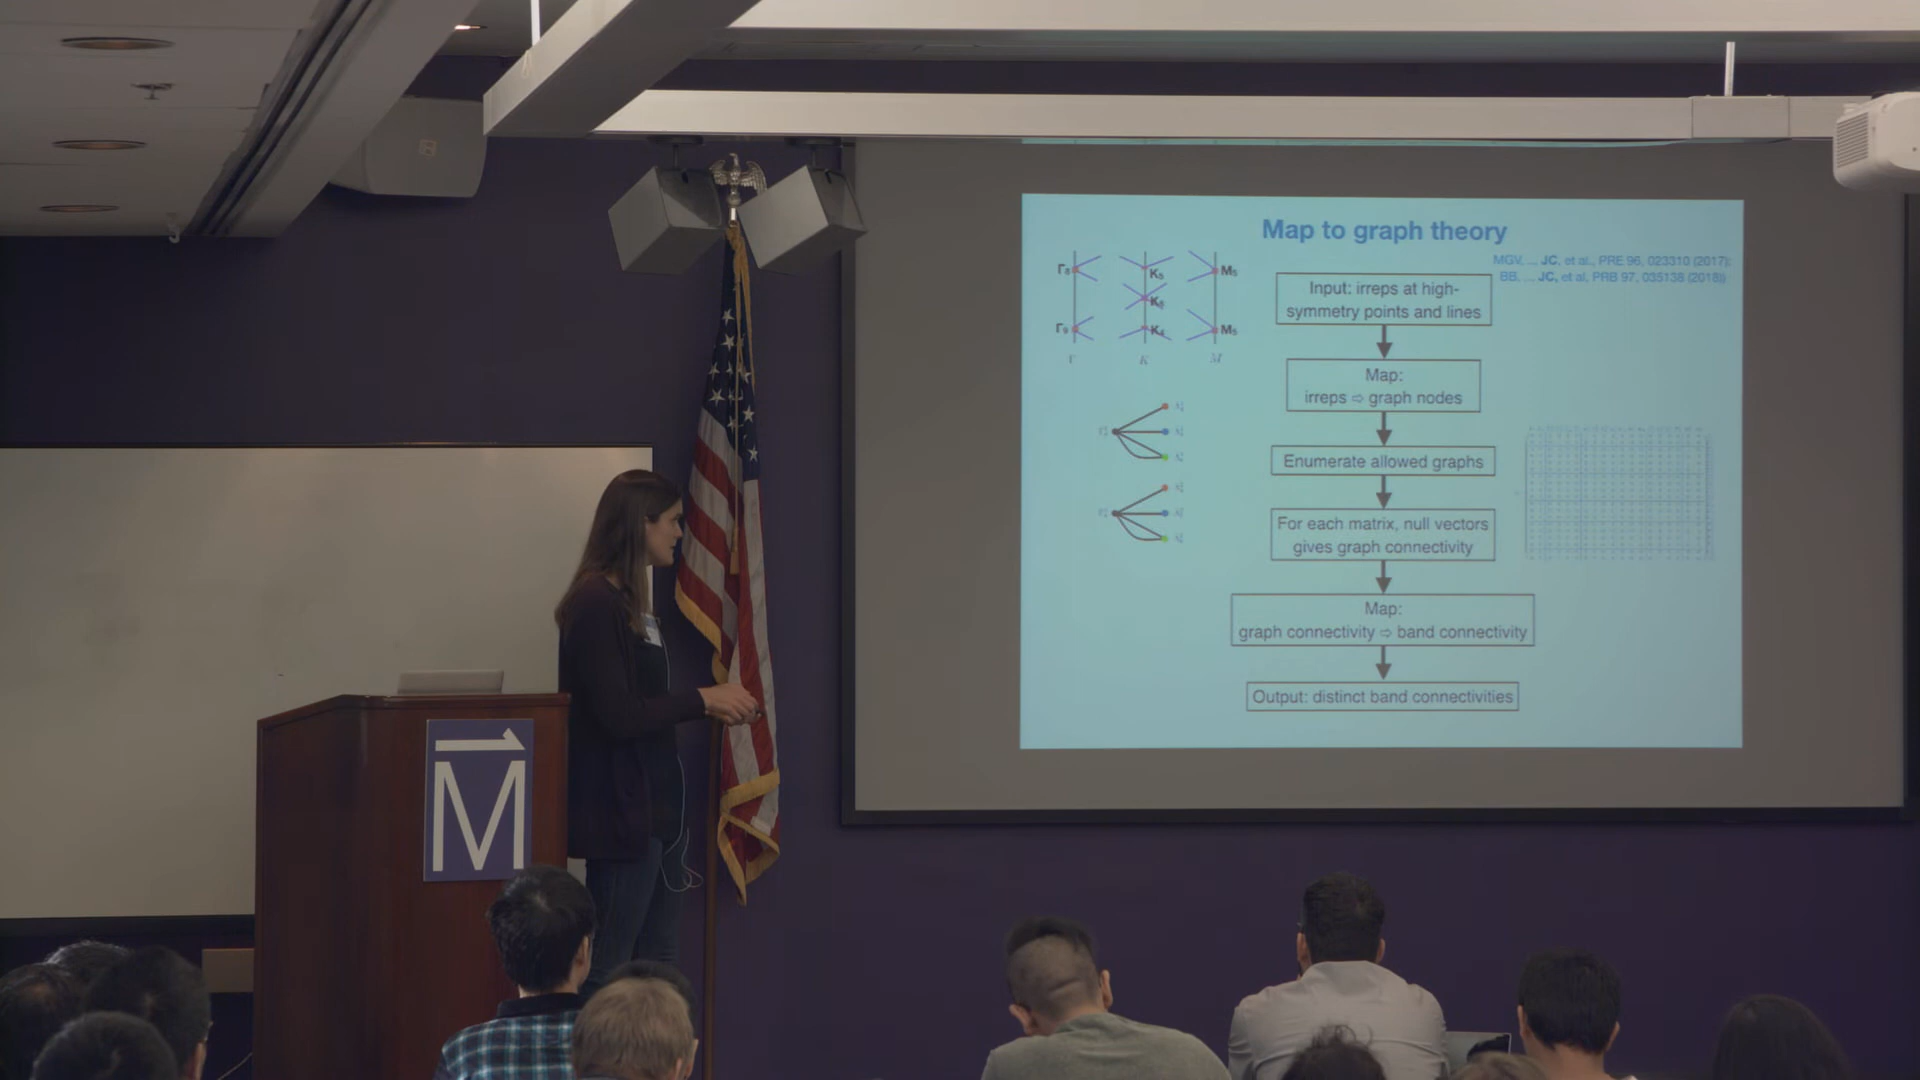 Map to graph theory
MGV, ..., JC, et al., PRE 96, 023310 (2017);
BB, ... JC, et al, PRB 97, 035138 (2018))
Γ₈
K₅
M₅
K₆
Γ₉
K₄
M₅
Γ
K
M
Input: irreps at high-
symmetry points and lines
Map:
irreps ⇨ graph nodes
Enumerate allowed graphs
For each matrix, null vectors
gives graph connectivity
Map:
graph connectivity ⇨ band connectivity
Output: distinct band connectivities
M